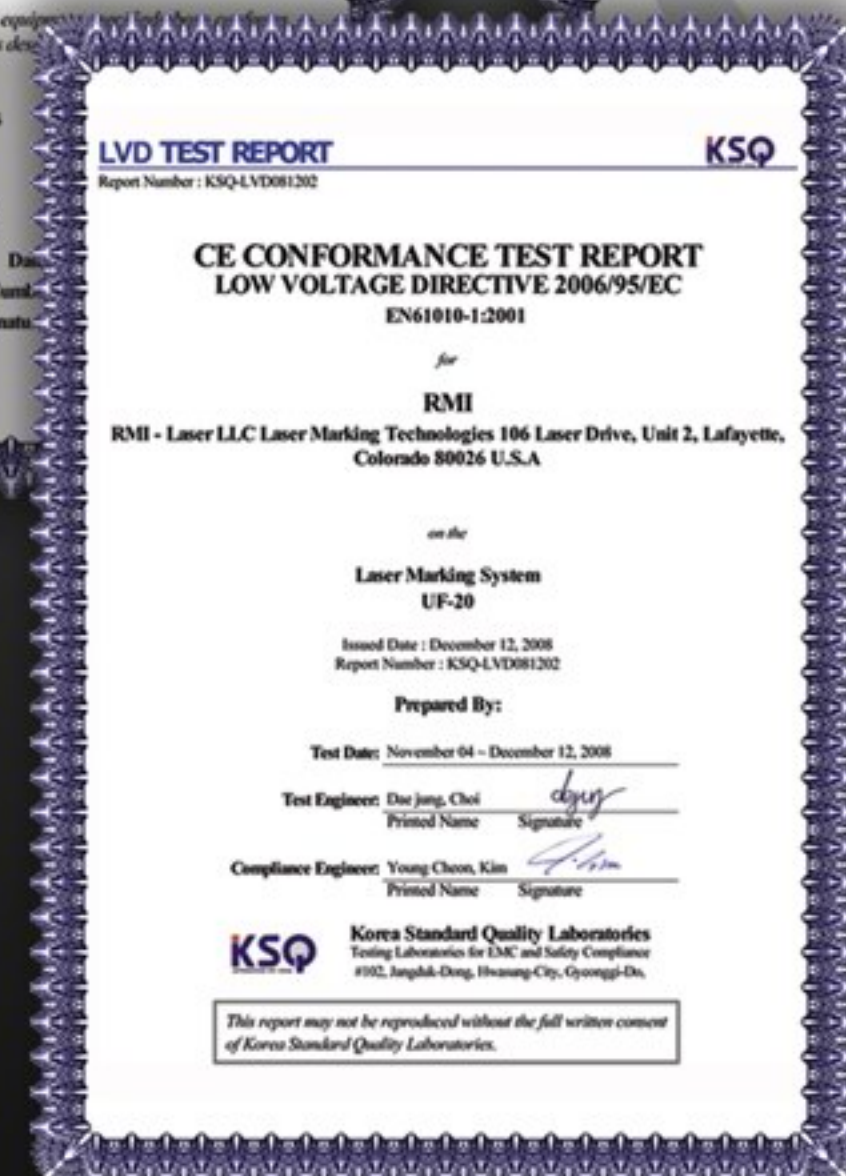 equipm
s des
Da
umb
natu
LVD TEST REPORT
KSQ
Report Number : KSQ-LVD081202
CE CONFORMANCE TEST REPORT
LOW VOLTAGE DIRECTIVE 2006/95/EC
EN61010-1:2001
for
RMI
RMI - Laser LLC Laser Marking Technologies 106 Laser Drive, Unit 2, Lafayette,
Colorado 80026 U.S.A
on the
Laser Marking System
UF-20
Issued Date : December 12, 2008
Report Number : KSQ-LVD081202
Prepared By:
Test Date: November 04 ~ December 12, 2008
Test Engineer: Dae jung, Choi
Printed Name Signature
Compliance Engineer: Young Cheon, Kim
Printed Name Signature
KSQ
Korea Standard Quality Laboratories
Testing Laboratories for EMC and Safety Compliance
#102, Jangduk-Dong, Hwasung-City, Gyeonggi-Do,
This report may not be reproduced without the full written consent
of Korea Standard Quality Laboratories.